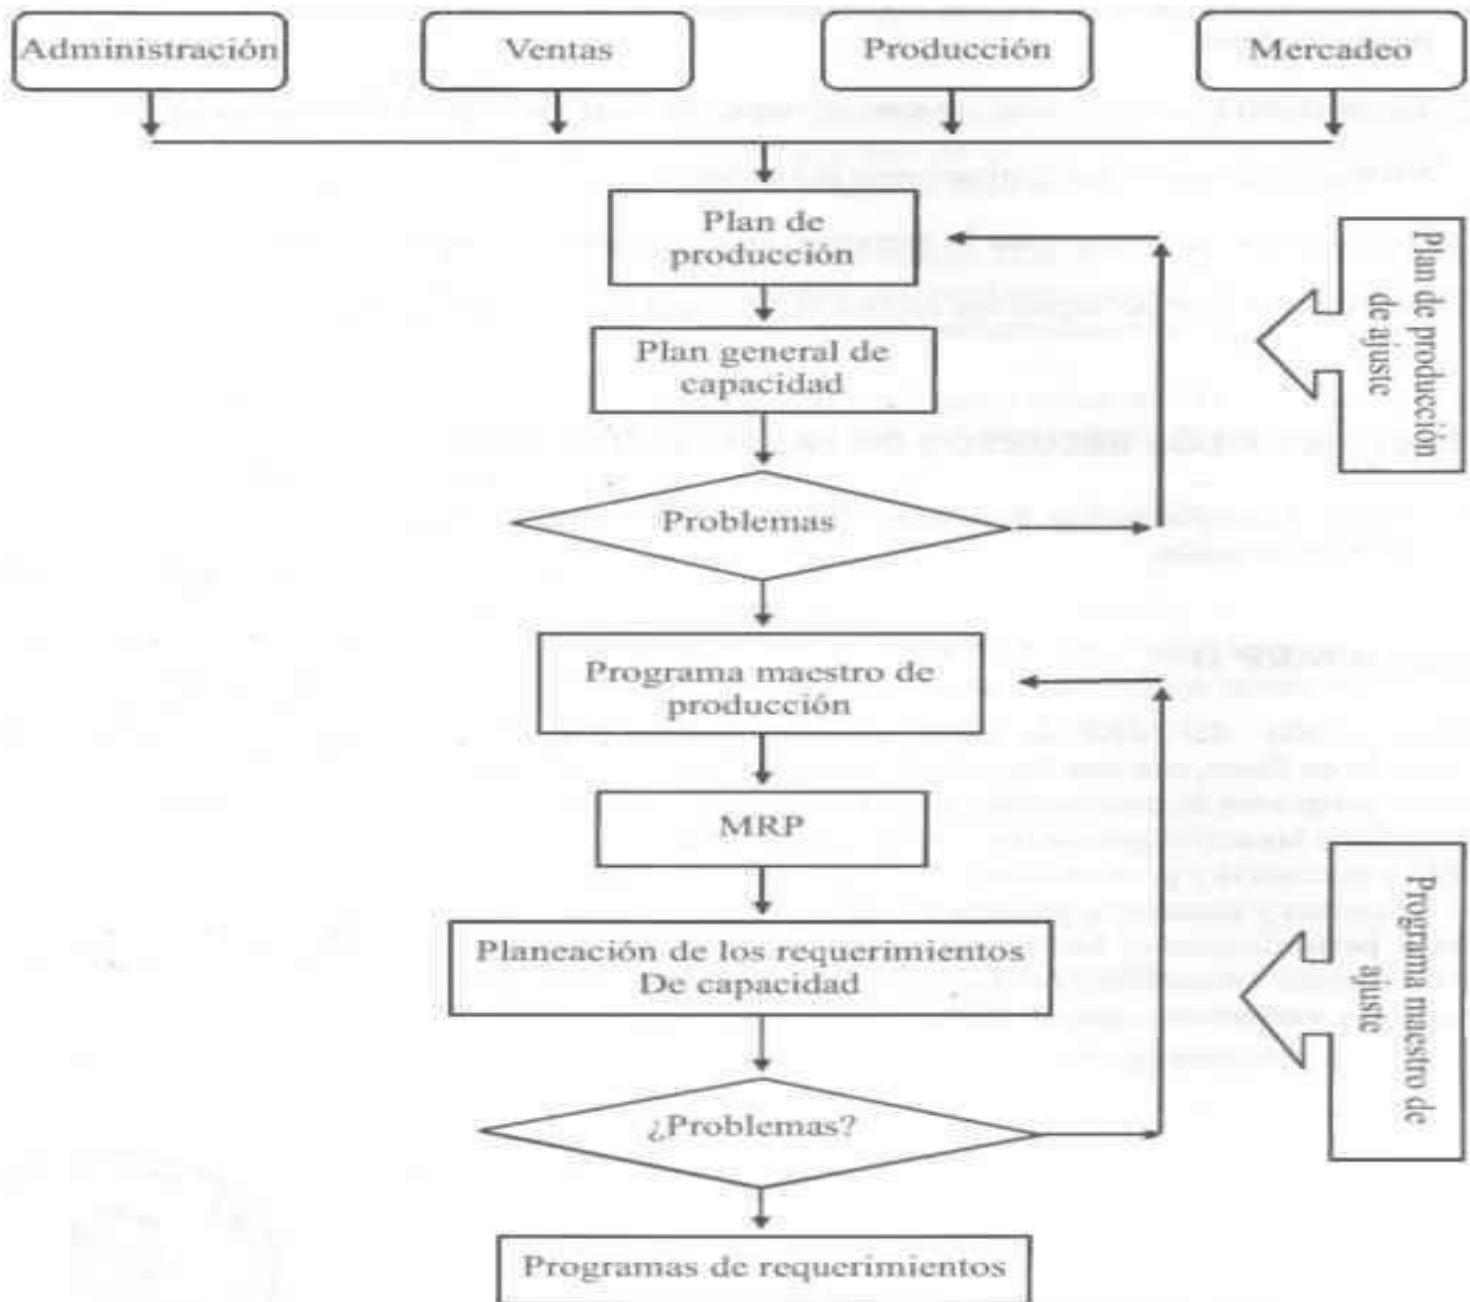 Administración
Ventas
Producción
Mercadeo
Plan de
producción
Plan de producción
de ajuste
Plan general de
capacidad
Problemas
Programa maestro de
producción
MRP
Programa maestro de
ajuste
Planeación de los requerimientos
De capacidad
¿Problemas?
Programas de requerimientos